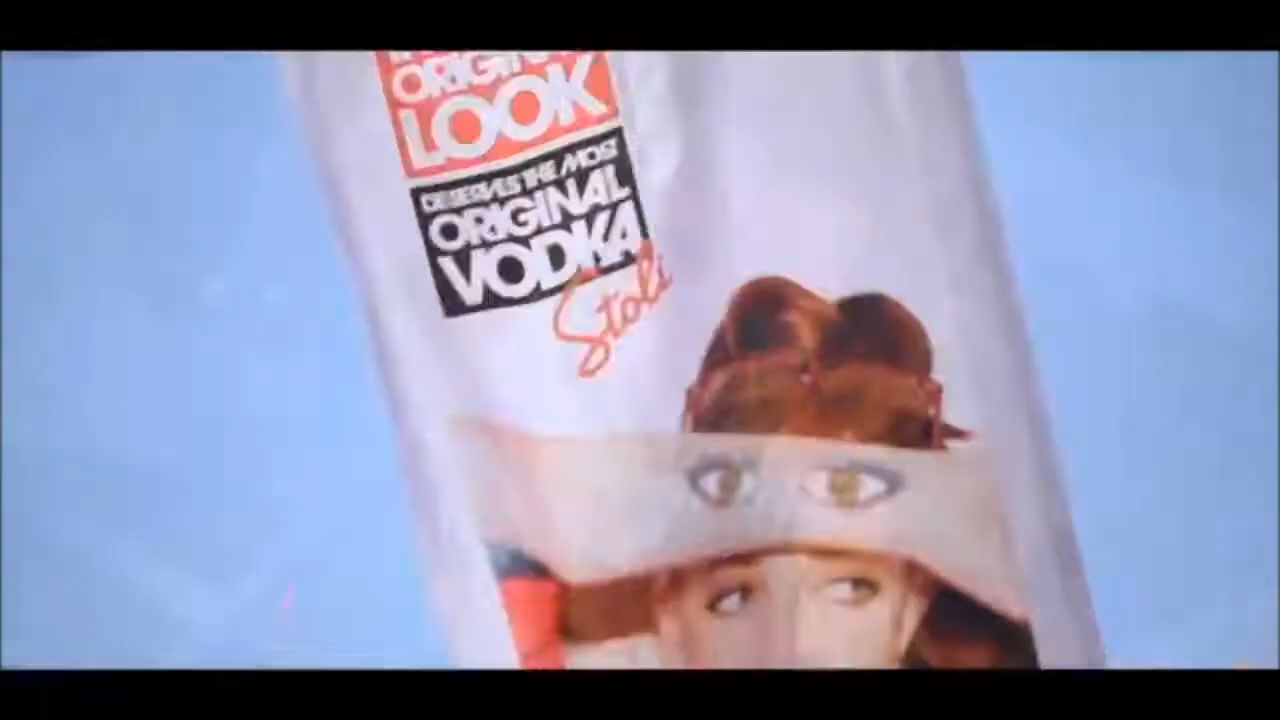 ORIGINAL
LOOK
DESERVES THE MOST
ORIGINAL
VODKA
Stoli